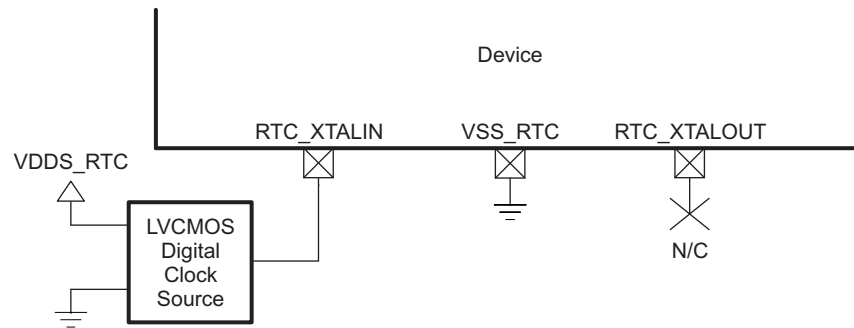 Device
RTC_XTALIN
VSS_RTC
RTC_XTALOUT
VDDS_RTC
LVCMOS
Digital
Clock
Source
N/C